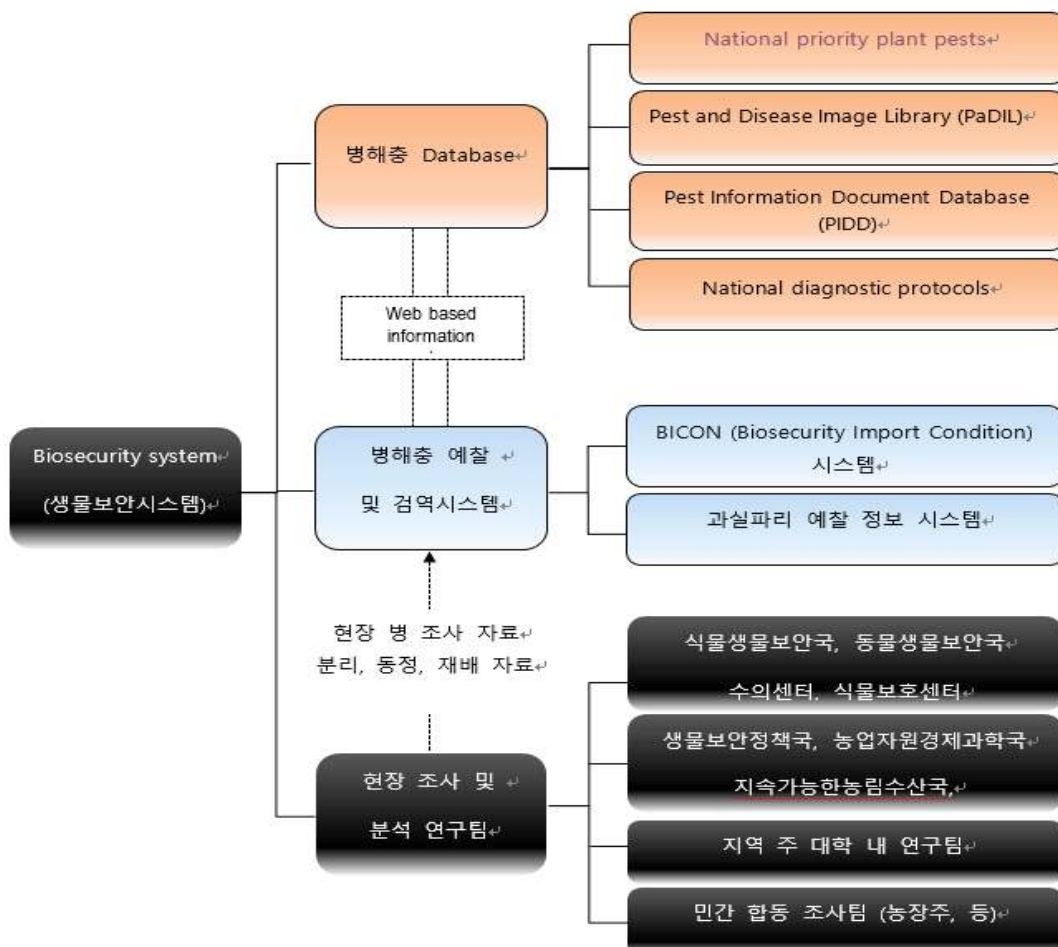 National priority plant pests
Pest and Disease Image Library (PaDIL)
병해충 Database
Pest Information Document Database
(PIDD)
National diagnostic protocols
Web based
information
Biosecurity system
(생물보안시스템)
병해충 예찰
및 검역시스템
BICON (Biosecurity Import Condition)
시스템
과실파리 예찰 정보 시스템
현장 병 조사 자료
분리, 동정, 재배 자료
현장 조사 및
분석 연구팀
식물생물보안국, 동물생물보안국
수의센터, 식물보호센터
생물보안정책국, 농업자원경제과학국
지속가능한농림수산국,
지역 주 대학 내 연구팀
민간 합동 조사팀 (농장주, 등)